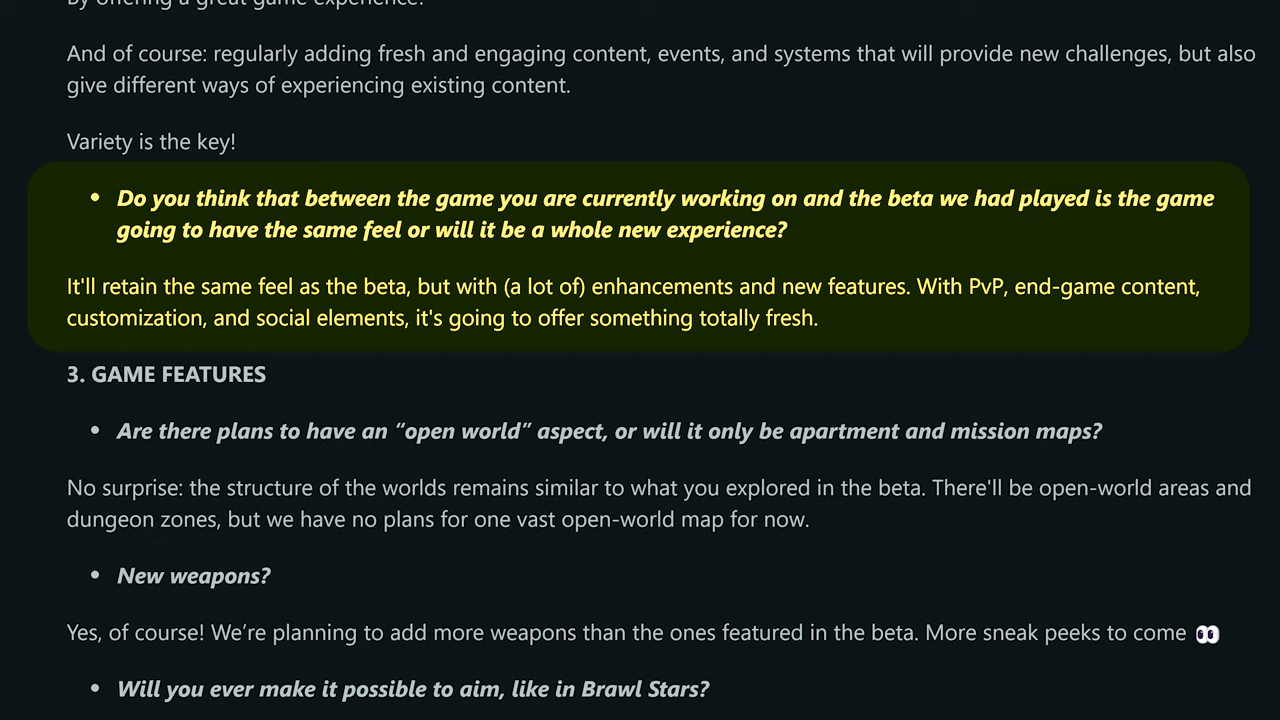 By offering a great game experience!
And of course: regularly adding fresh and engaging content, events, and systems that will provide new challenges, but also
give different ways of experiencing existing content.
Variety is the key!
• Do you think that between the game you are currently working on and the beta we had played is the game
going to have the same feel or will it be a whole new experience?
It'll retain the same feel as the beta, but with (a lot of) enhancements and new features. With PvP, end-game content,
customization, and social elements, it's going to offer something totally fresh.
3. GAME FEATURES
• Are there plans to have an “open world” aspect, or will it only be apartment and mission maps?
No surprise: the structure of the worlds remains similar to what you explored in the beta. There'll be open-world areas and
dungeon zones, but we have no plans for one vast open-world map for now.
• New weapons?
Yes, of course! We’re planning to add more weapons than the ones featured in the beta. More sneak peeks to come 👀
• Will you ever make it possible to aim, like in Brawl Stars?